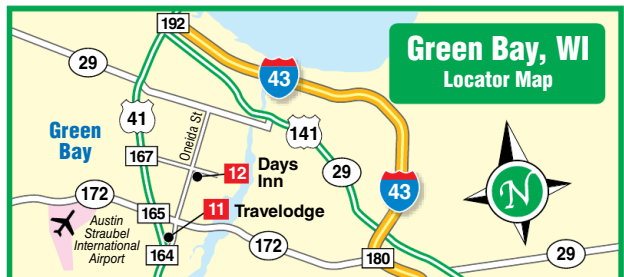 192
Green Bay, WI
Locator Map
29
43
41
Oneida St
141
Green
Bay
167
12 Days
Inn
29
43
172
165
11 Travelodge
Austin
Straubel
International
Airport
164
172
180
29
N